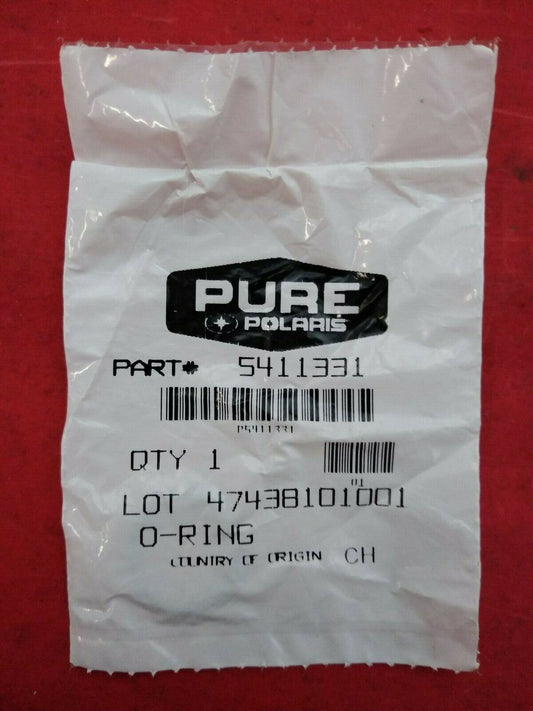 PURE
POLARIS
PART# 5411331
P5411331
QTY 1
01
LOT 47438101001
O-RING
COUNTRY OF ORIGIN CH